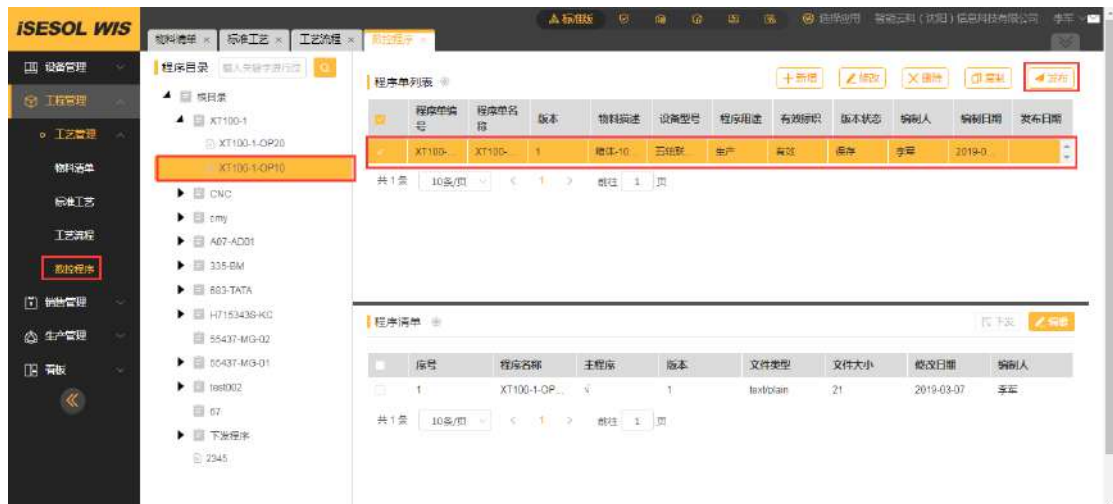 iSESOL WIS
标准版
选择应用
智能云科(沈阳)信息科技有限公司
李军
物料清单 ×
标准工艺 ×
工艺流程 ×
数控程序 ×
设备管理
工程管理
工艺管理
物料清单
标准工艺
工艺流程
数控程序
销售管理
生产管理
看板
程序目录
根目录
XT100-1
XT100-1-OP20
XT100-1-OP10
CNC
cmy
A07-AD01
335-BM
683-TATA
H7153436-KC
55437-MG-02
55437-MG-01
test002
67
下发程序
2345
程序单列表
+新增
修改
删除
复制
发布
程序单编号 程序单名称 版本 物料描述 设备型号 程序用途 有效标识 版本状态 编制人 编制日期 发布日期
XT100-... XT100-... 1 箱体-10... 五轴联... 生产 有效 保存 李军 2019-0...
共1条 10条/页 < 1 > 前往 1 页
程序清单
下发
编辑
序号 程序名称 主程序 版本 文件类型 文件大小 修改日期 编制人
1 XT100-1-OP... √ 1 text/plain 21 2019-03-07 李军
共1条 10条/页 < 1 > 前往 1 页